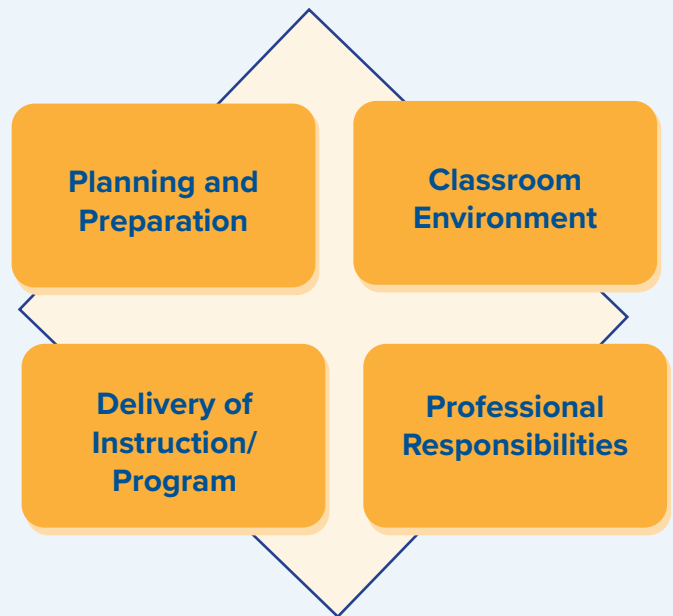 Planning and
Preparation
Classroom
Environment
Delivery of
Instruction/
Program
Professional
Responsibilities